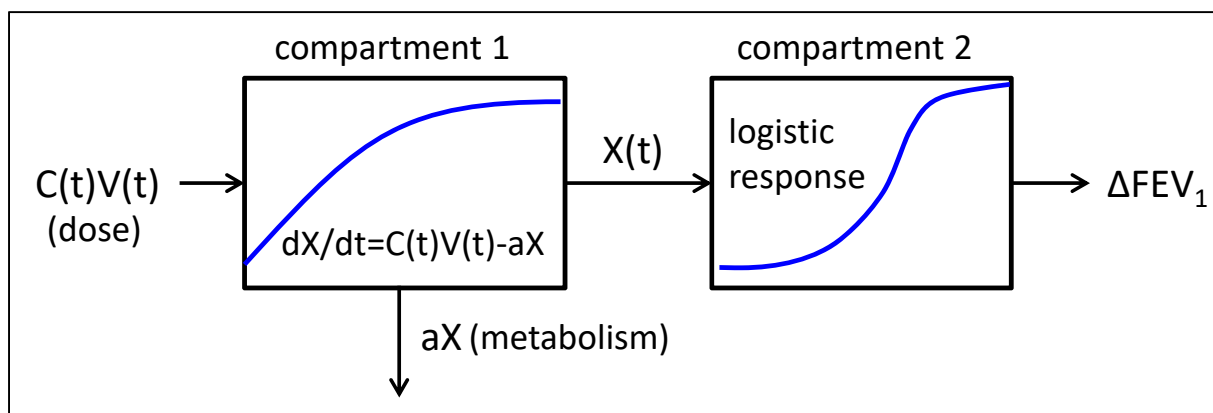 compartment 1
compartment 2
C(t)V(t)
(dose)
dX/dt=C(t)V(t)-aX
X(t)
logistic
response
ΔFEV₁
aX (metabolism)